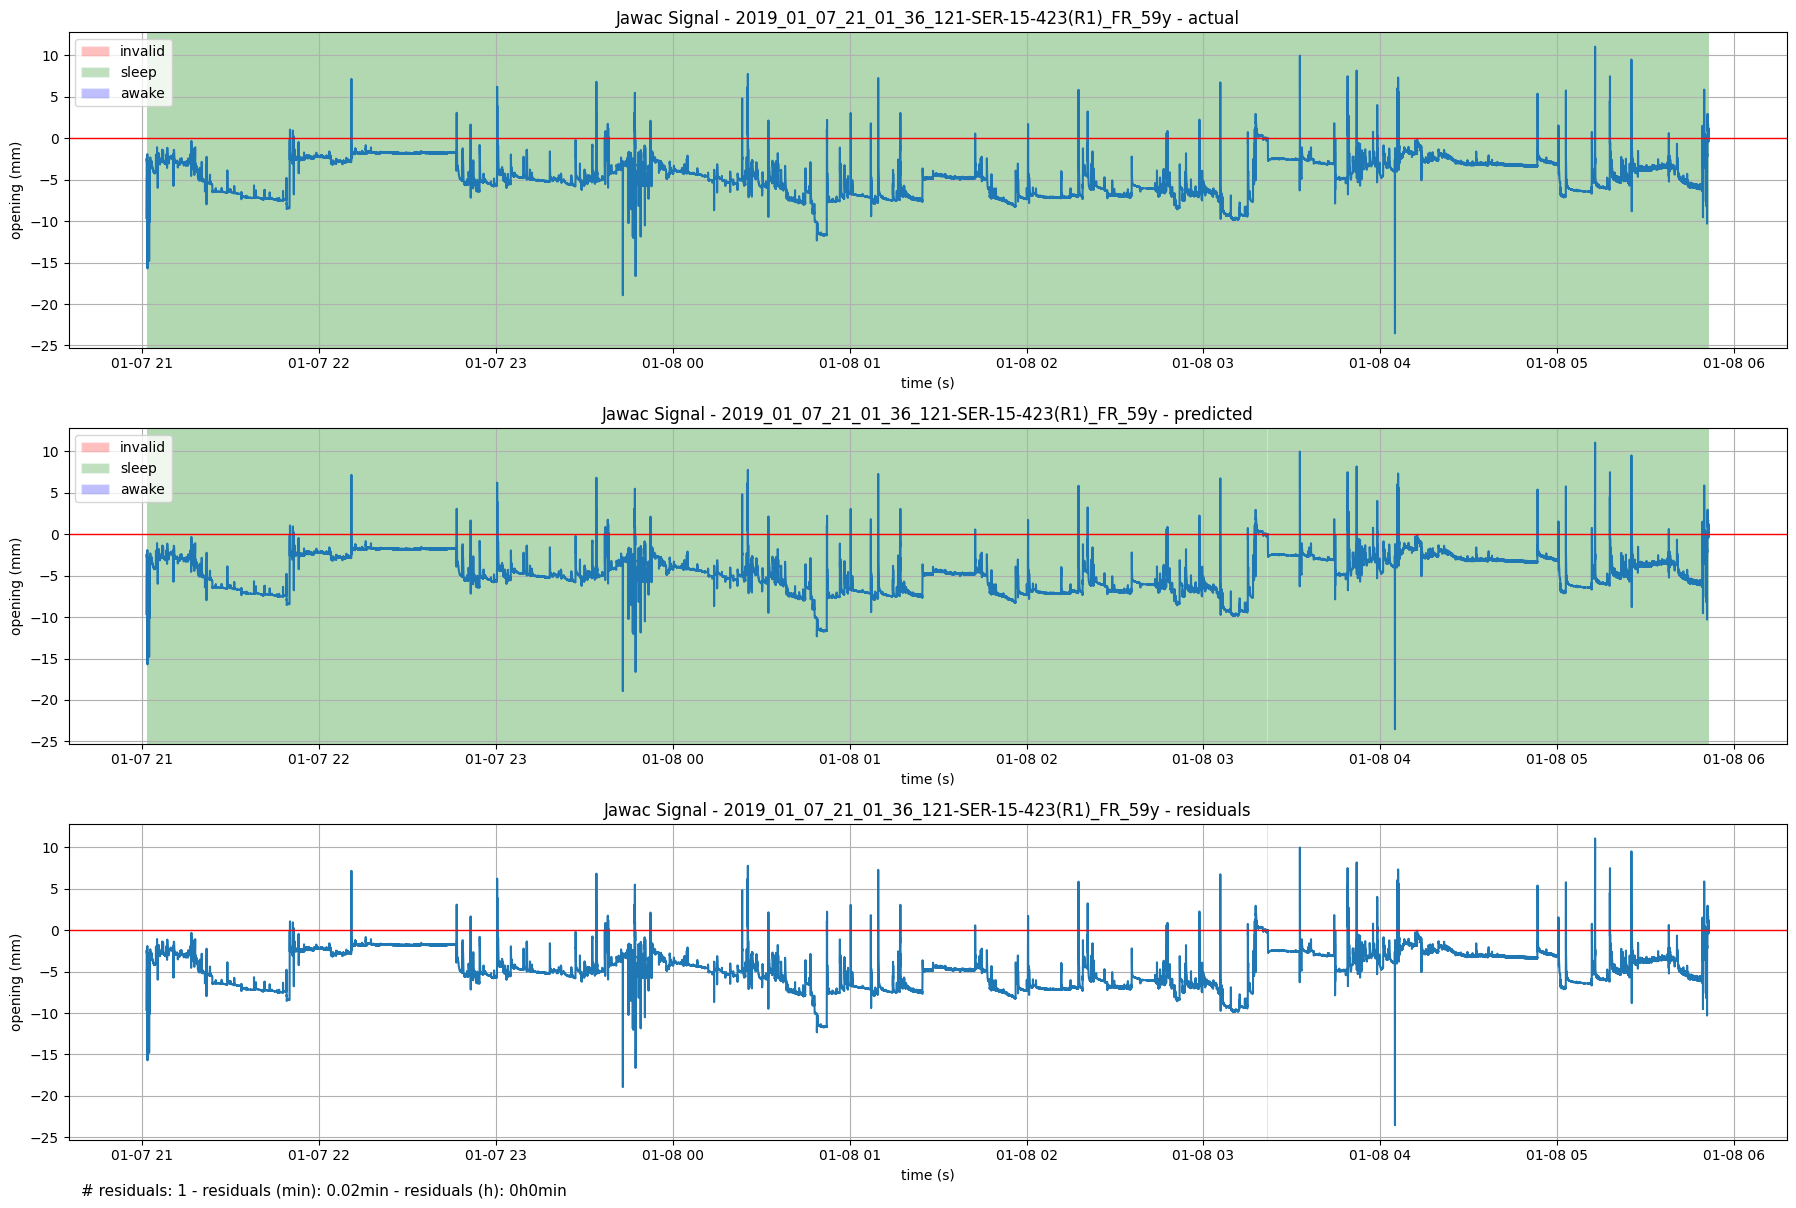 Jawac Signal - 2019_01_07_21_01_36_121-SER-15-423(R1)_FR_59y - actual
invalid
sleep
awake
opening (mm)
10
5
0
−5
−10
−15
−20
−25
01-07 21 01-07 22 01-07 23 01-08 00 01-08 01 01-08 02 01-08 03 01-08 04 01-08 05 01-08 06
time (s)
Jawac Signal - 2019_01_07_21_01_36_121-SER-15-423(R1)_FR_59y - predicted
invalid
sleep
awake
opening (mm)
10
5
0
−5
−10
−15
−20
−25
01-07 21 01-07 22 01-07 23 01-08 00 01-08 01 01-08 02 01-08 03 01-08 04 01-08 05 01-08 06
time (s)
Jawac Signal - 2019_01_07_21_01_36_121-SER-15-423(R1)_FR_59y - residuals
opening (mm)
10
5
0
−5
−10
−15
−20
−25
01-07 21 01-07 22 01-07 23 01-08 00 01-08 01 01-08 02 01-08 03 01-08 04 01-08 05 01-08 06
time (s)
# residuals: 1 - residuals (min): 0.02min - residuals (h): 0h0min